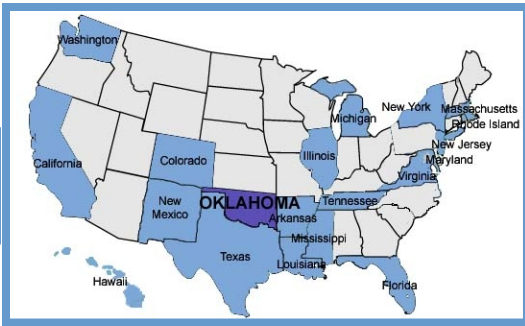 Washington
Michigan
New York
Massachusetts
Rhode Island
New Jersey
Maryland
Virginia
Illinois
Colorado
California
New
Mexico
OKLAHOMA
Tennessee
Arkansas
Mississippi
Texas
Louisiana
Hawaii
Florida